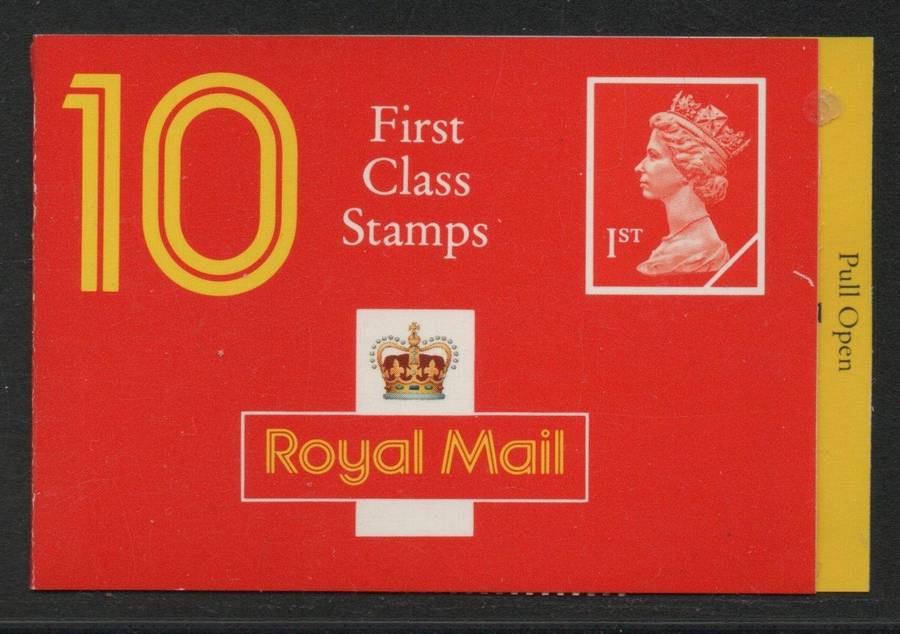 10
First
Class
Stamps
1ST
Pull Open
Royal Mail